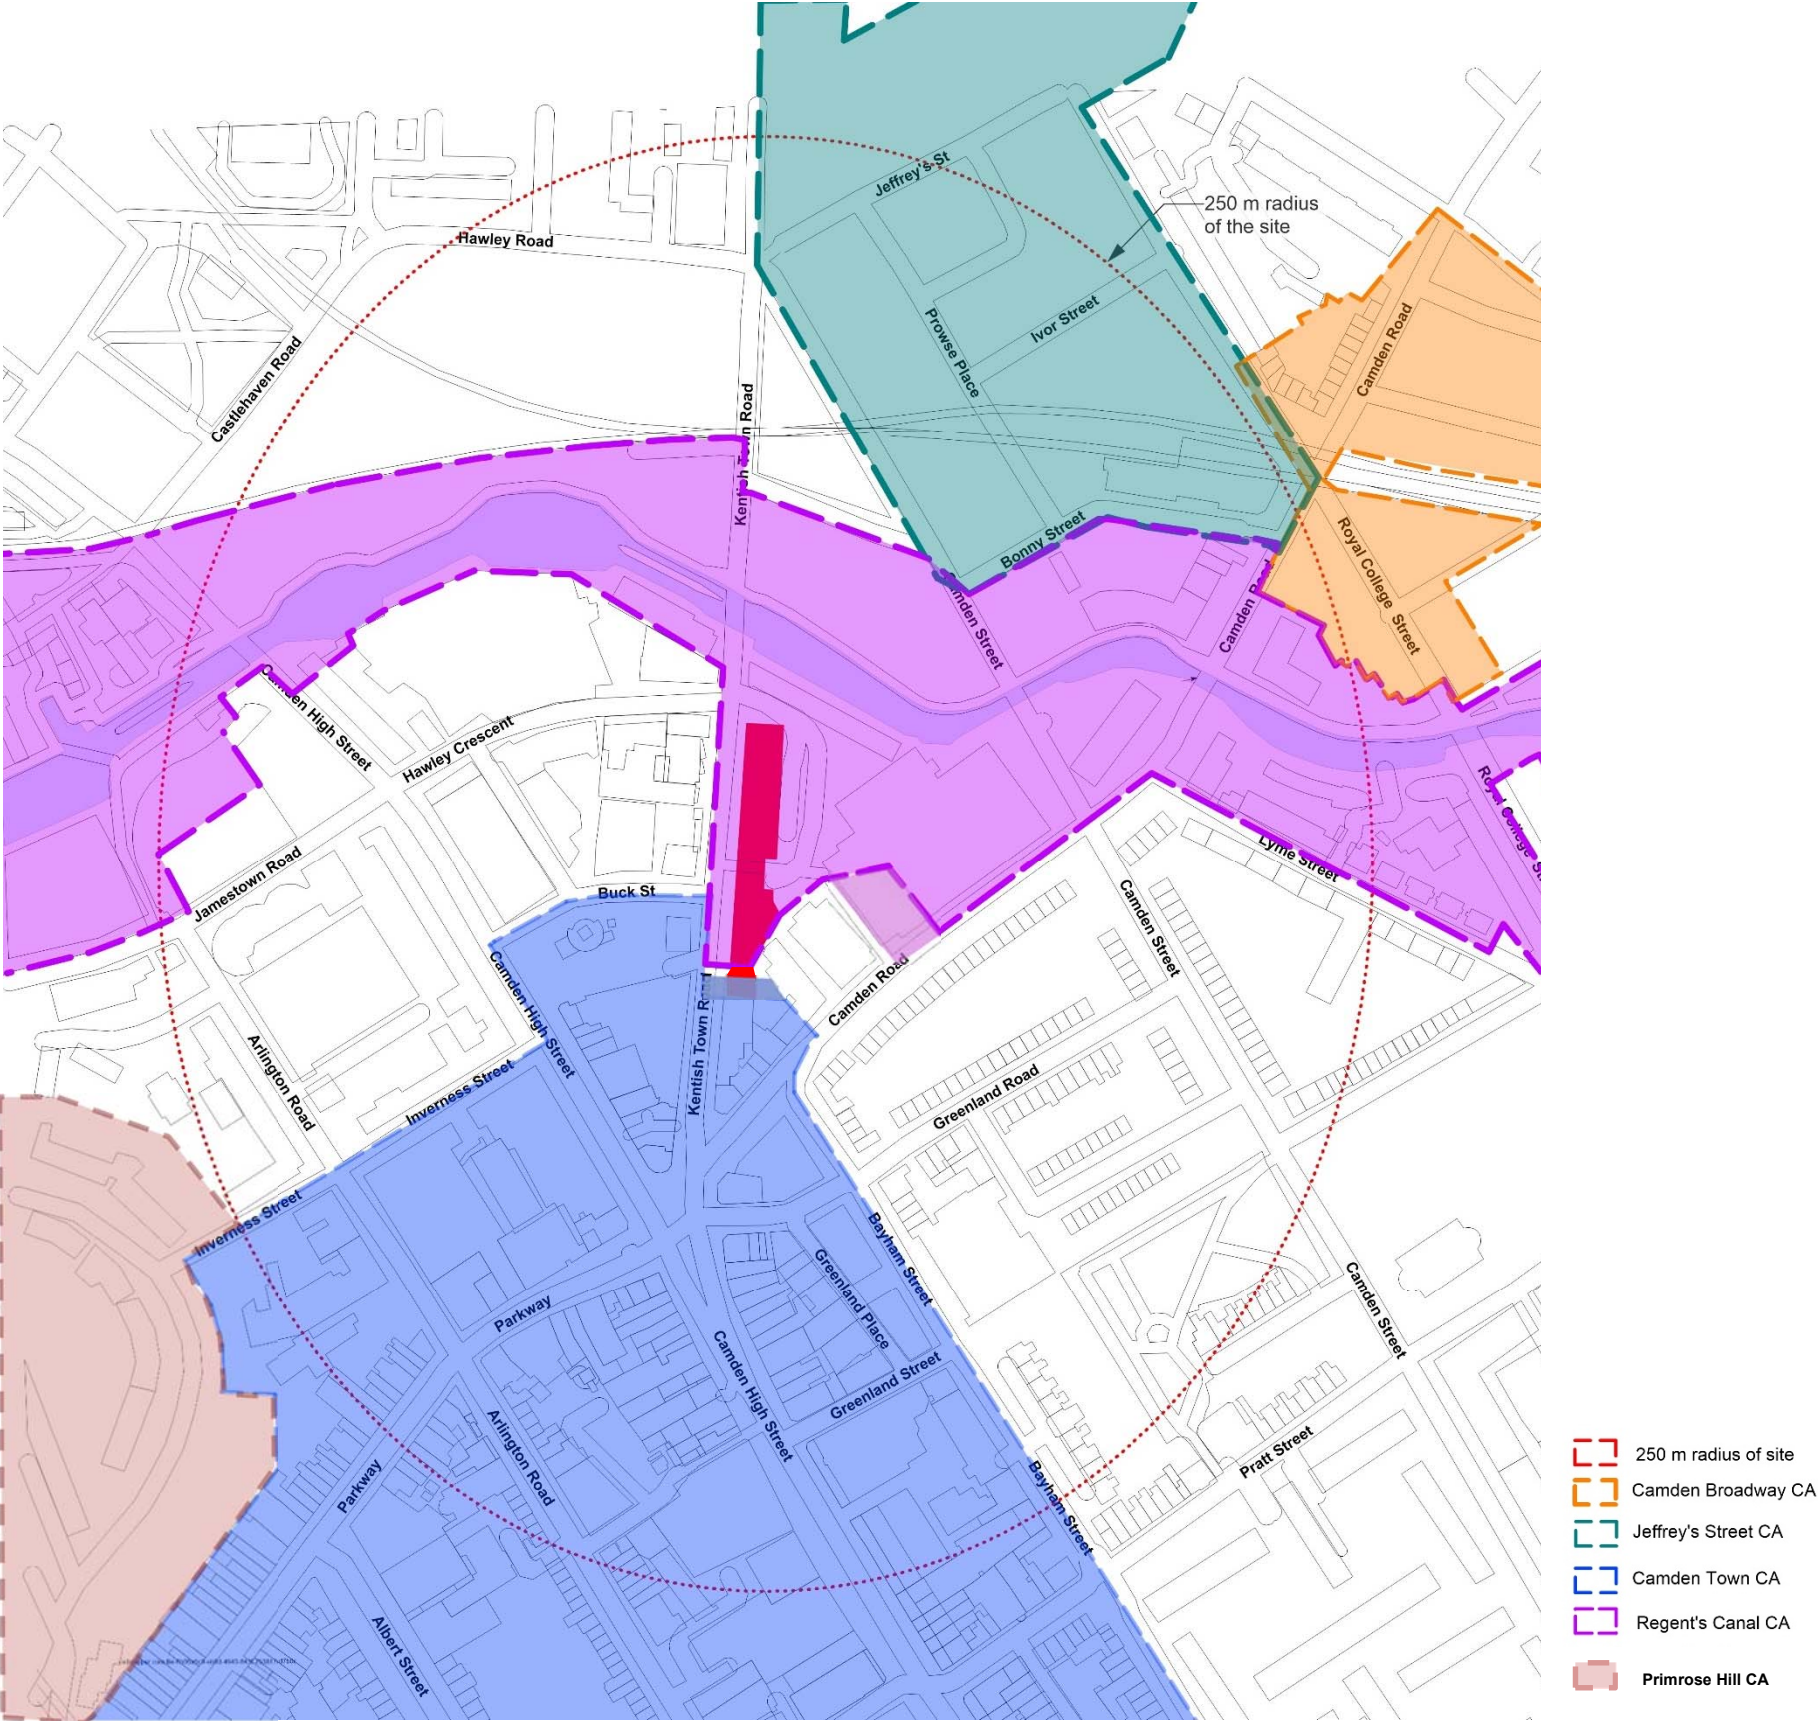 Jeffrey's St
250 m radius
of the site
Hawley Road
Ivor Street
Prowse Place
Camden Road
Castlehaven Road
Kentish Town Road
Bonny Street
Royal College Street
Camden Street
Camden Road
Camden High Street
Hawley Crescent
Jamestown Road
Lyme Street
Royal College St
Buck St
Camden Street
Camden High Street
Camden Road
Kentish Town Road
Arlington Road
Inverness Street
Greenland Road
Inverness Street
Bayham Street
Greenland Place
Parkway
Camden High Street
Camden Street
Greenland Street
Arlington Road
Parkway
Pratt Street
Bayham Street
Albert Street
250 m radius of site
Camden Broadway CA
Jeffrey's Street CA
Camden Town CA
Regent's Canal CA
Primrose Hill CA